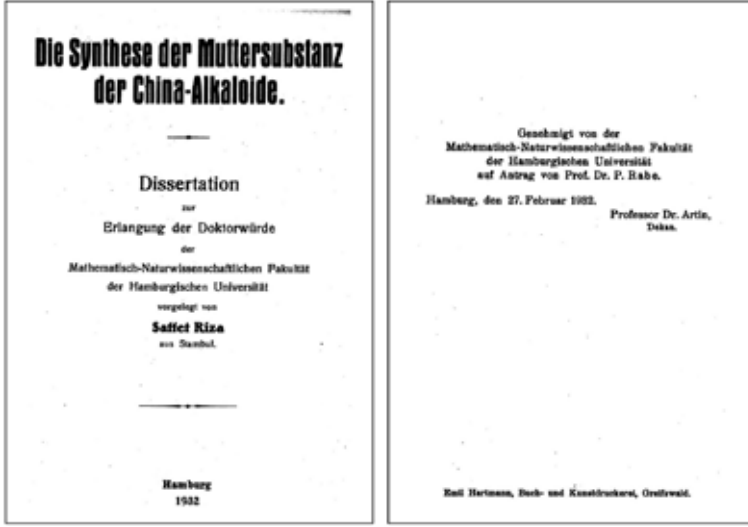 Die Synthese der Muttersubstanz
der China-Alkaloide.
Dissertation
zur
Erlangung der Doktorwürde
der
Mathematisch-Naturwissenschaftlichen Fakultät
der Hamburgischen Universität
vorgelegt von
Saffet Riza
aus Stambul.
Hamburg
1932
Genehmigt von der
Mathematisch-Naturwissenschaftlichen Fakultät
der Hamburgischen Universität
auf Antrag von Prof. Dr. P. Rabe.
Hamburg, den 27. Februar 1932.
Professor Dr. Artin,
Dekan.
Emil Hartmann, Buch- und Kunstdruckerei, Greifswald.